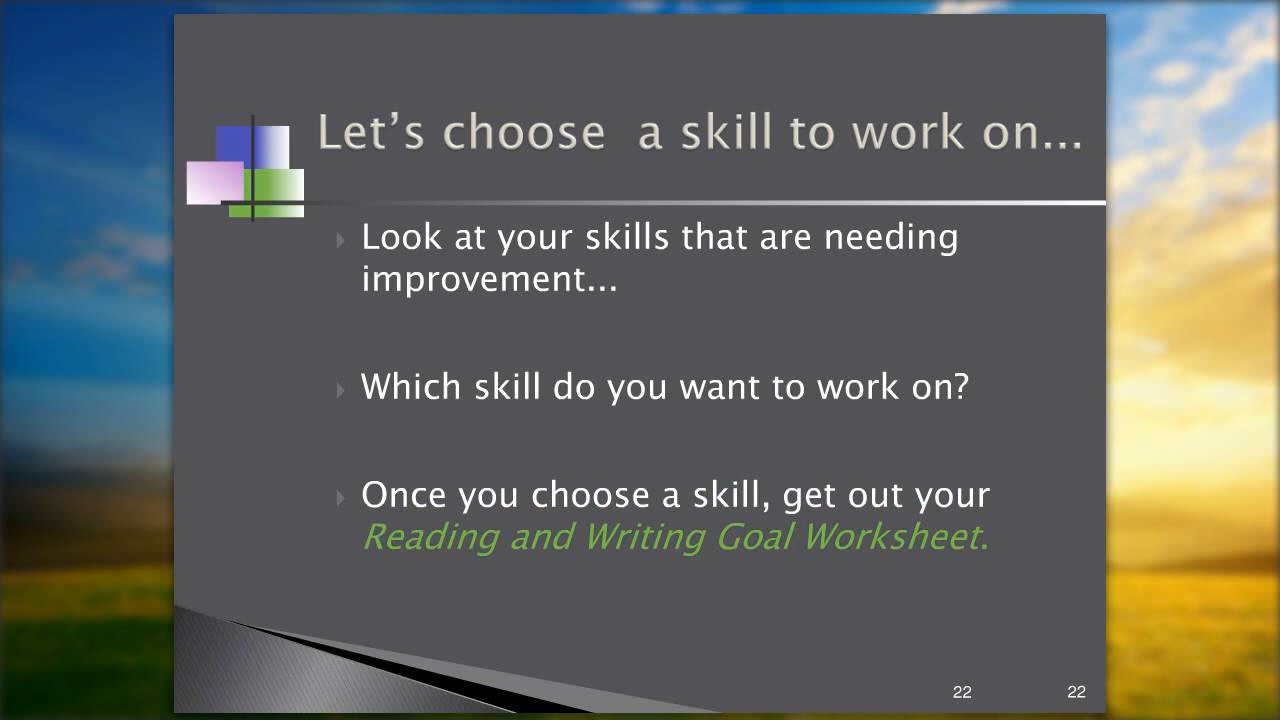 Let’s choose  a skill to work on...
Look at your skills that are needing
improvement...
Which skill do you want to work on?
Once you choose a skill, get out your
Reading and Writing Goal Worksheet.
22 22